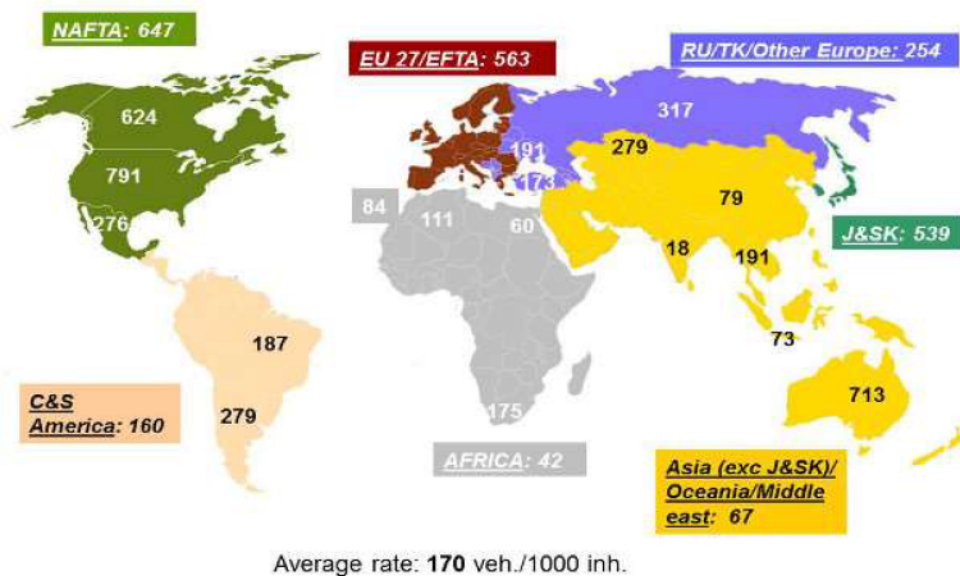 NAFTA: 647
EU 27/EFTA: 563
RU/TK/Other Europe: 254
624
317
791
191
279
276
173
79
84
111
60
18
191
J&SK: 539
73
187
175
713
279
C&S
America: 160
AFRICA: 42
Asia (exc J&SK)/
Oceania/Middle
east: 67
Average rate: 170 veh./1000 inh.